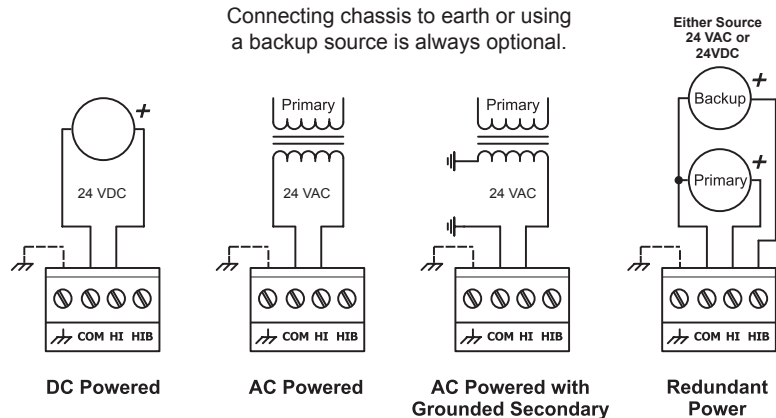 Connecting chassis to earth or using
a backup source is always optional.
Either Source
24 VAC or
24VDC
+
24 VDC
COM HI HIB
DC Powered
Primary
24 VAC
COM HI HIB
AC Powered
Primary
24 VAC
COM HI HIB
AC Powered with
Grounded Secondary
Backup
+
Primary
+
COM HI HIB
Redundant
Power